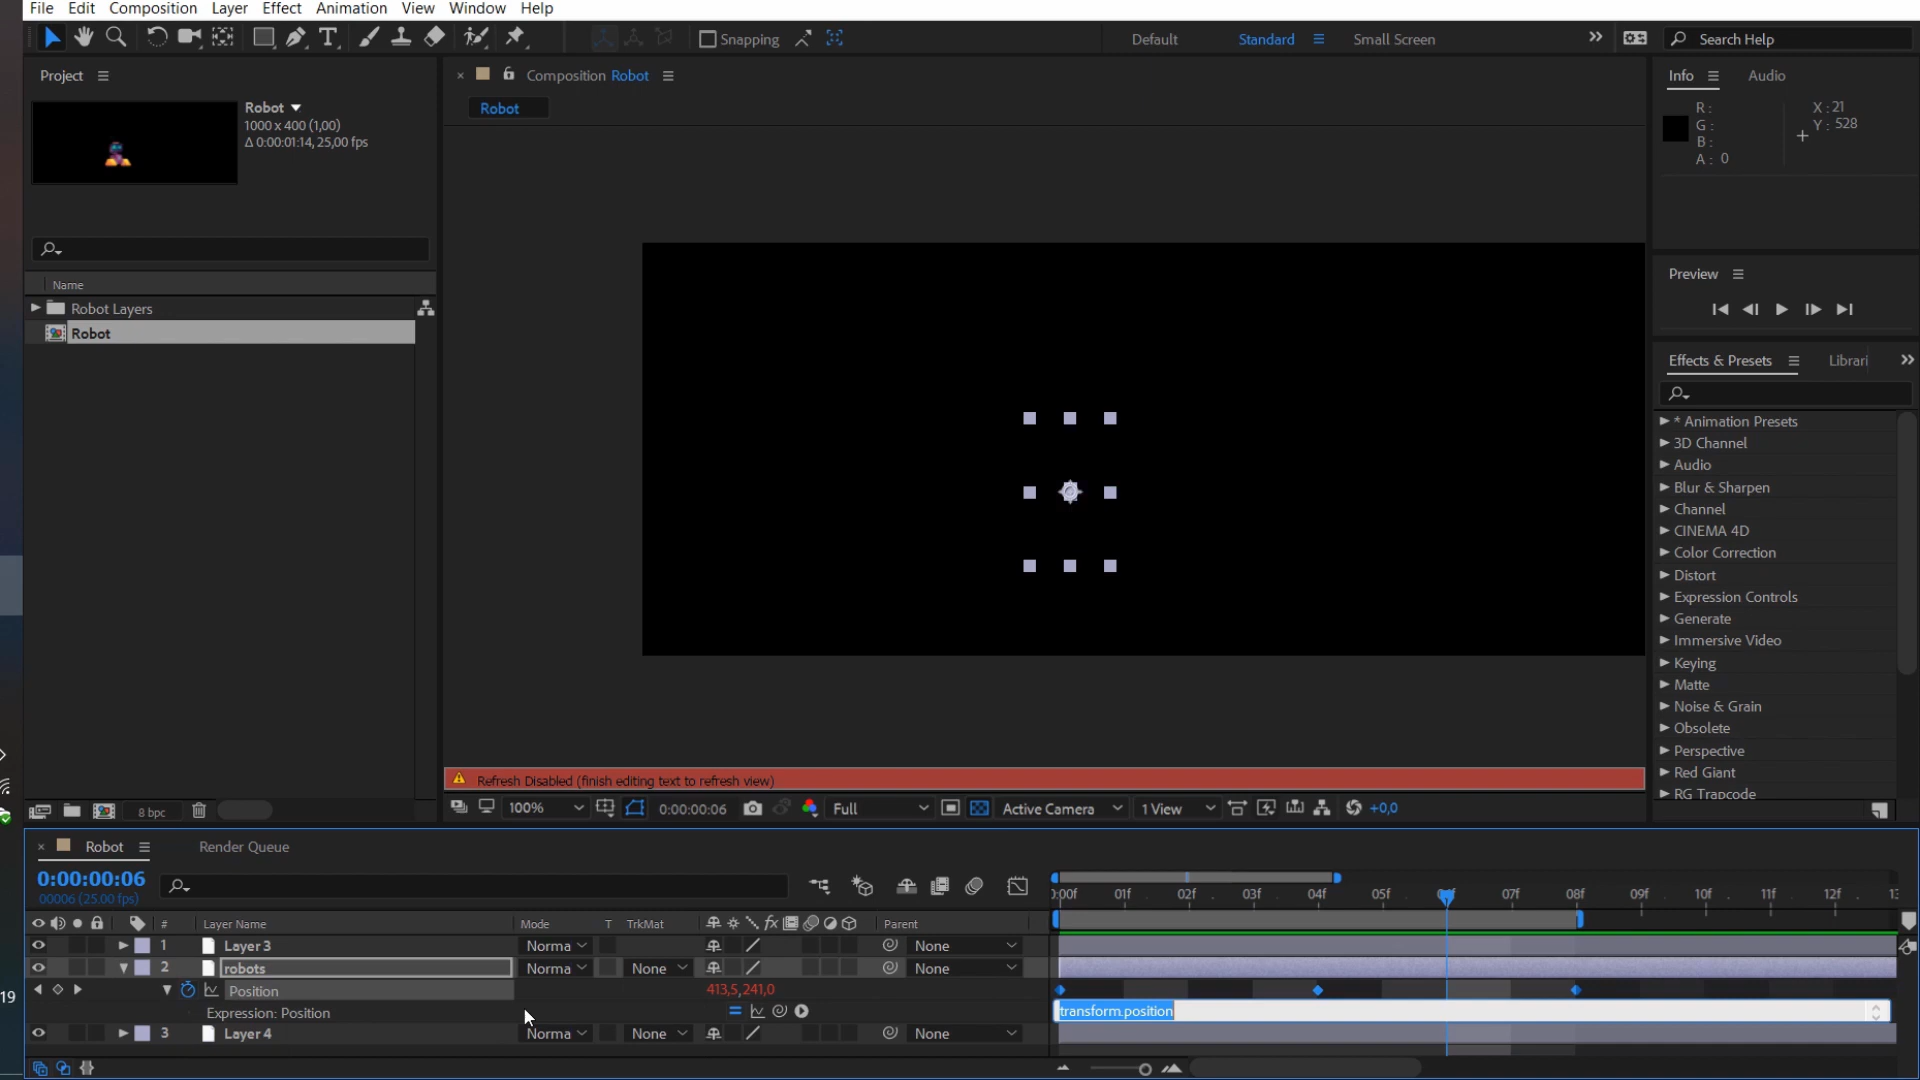 File Edit Composition Layer Effect Animation View Window Help
Snapping Default Standard Small Screen Search Help
Project
Composition Robot
Info Audio
Robot
1000 x 400 (1,00)
Δ 0:00:01:14, 25,00 fps
Robot
R: X : 21
G: Y : 528
B:
A: 0
Name
Robot Layers
Robot
Preview
Effects & Presets Librari
* Animation Presets
3D Channel
Audio
Blur & Sharpen
Channel
CINEMA 4D
Color Correction
Distort
Expression Controls
Generate
Immersive Video
Keying
Matte
Noise & Grain
Obsolete
Perspective
Red Giant
RG Trapcode
Refresh Disabled (finish editing text to refresh view)
8 bpc
100% 0:00:00:06 Full Active Camera 1 View +0,0
Robot Render Queue
0:00:00:06
00006 (25.00 fps)
):00f 01f 02f 03f 04f 05f 07f 08f 09f 10f 11f 12f 13
# Layer Name Mode T TrkMat Parent
1 Layer 3 Norma None
2 robots Norma None None
Position 413,5,241,0
Expression: Position transform.position
3 Layer 4 Norma None None
19